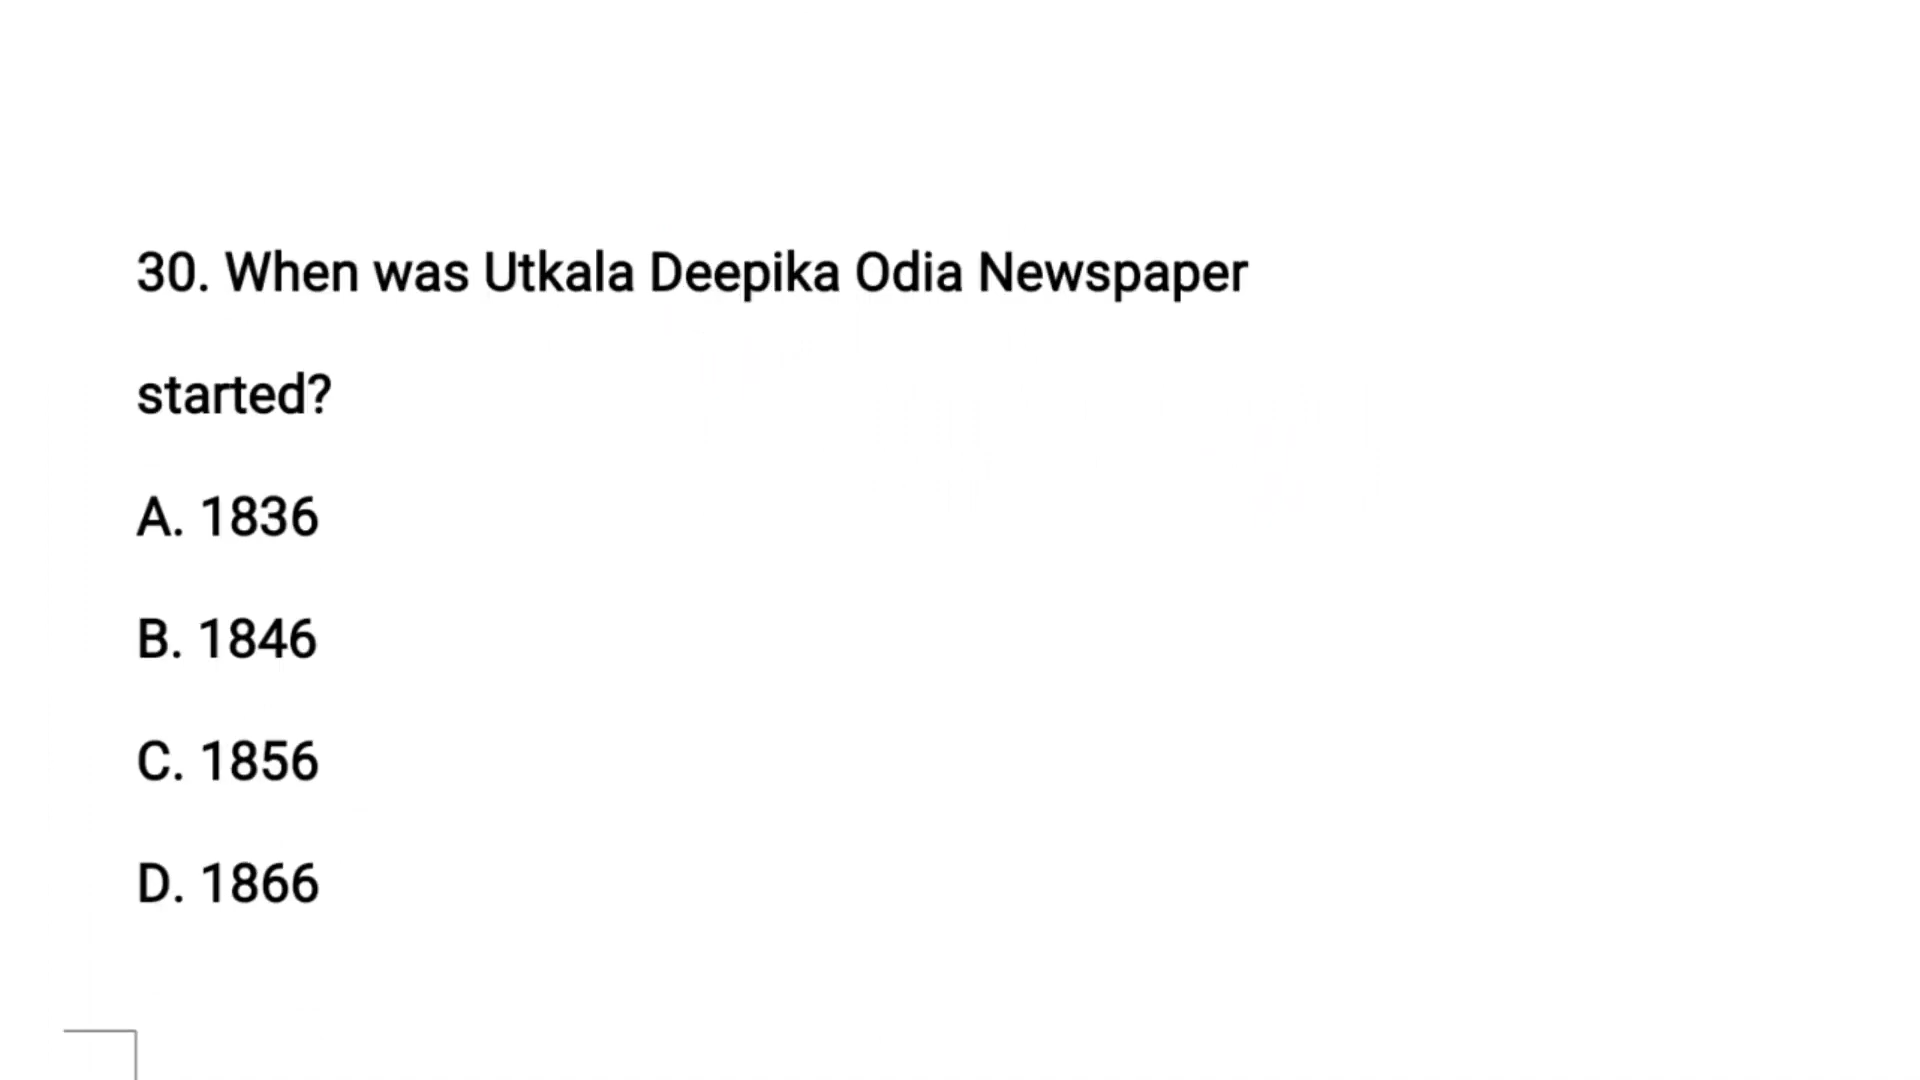 30. When was Utkala Deepika Odia Newspaper
started?
A. 1836
B. 1846
C. 1856
D. 1866